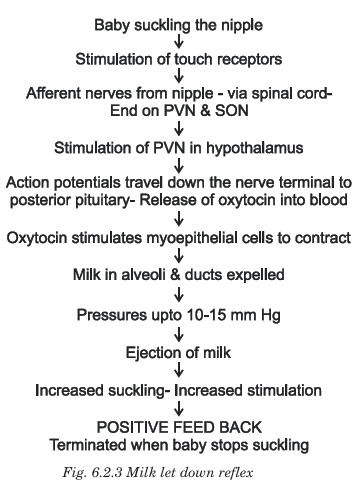 Baby suckling the nipple
↓
Stimulation of touch receptors
↓
Afferent nerves from nipple - via spinal cord-
End on PVN & SON
↓
Stimulation of PVN in hypothalamus
↓
Action potentials travel down the nerve terminal to
posterior pituitary- Release of oxytocin into blood
↓
Oxytocin stimulates myoepithelial cells to contract
↓
Milk in alveoli & ducts expelled
↓
Pressures upto 10-15 mm Hg
↓
Ejection of milk
↓
Increased suckling- Increased stimulation
↓
POSITIVE FEED BACK
Terminated when baby stops suckling
Fig. 6.2.3 Milk let down reflex